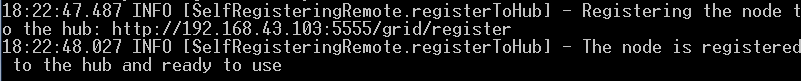 18:22:47.487 INFO [SelfRegisteringRemote.registerToHub] - Registering the node t
o the hub: http://192.168.43.103:5555/grid/register
18:22:48.027 INFO [SelfRegisteringRemote.registerToHub] - The node is registered
 to the hub and ready to use